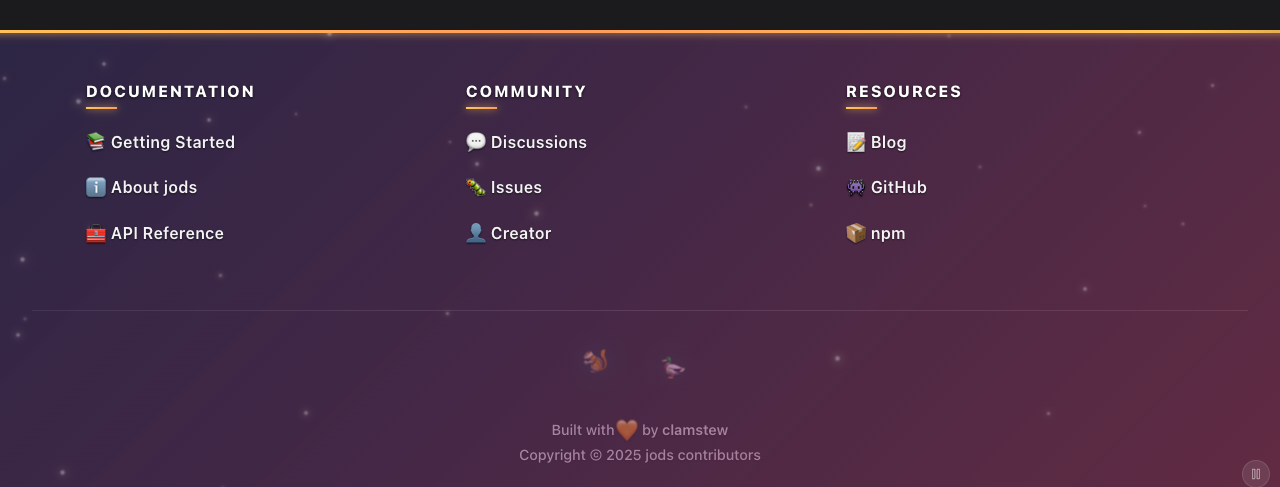 DOCUMENTATION
Getting Started
About jods
API Reference
COMMUNITY
Discussions
Issues
Creator
RESOURCES
Blog
GitHub
npm
Built with🧡 by clamstew
Copyright © 2025 jods contributors